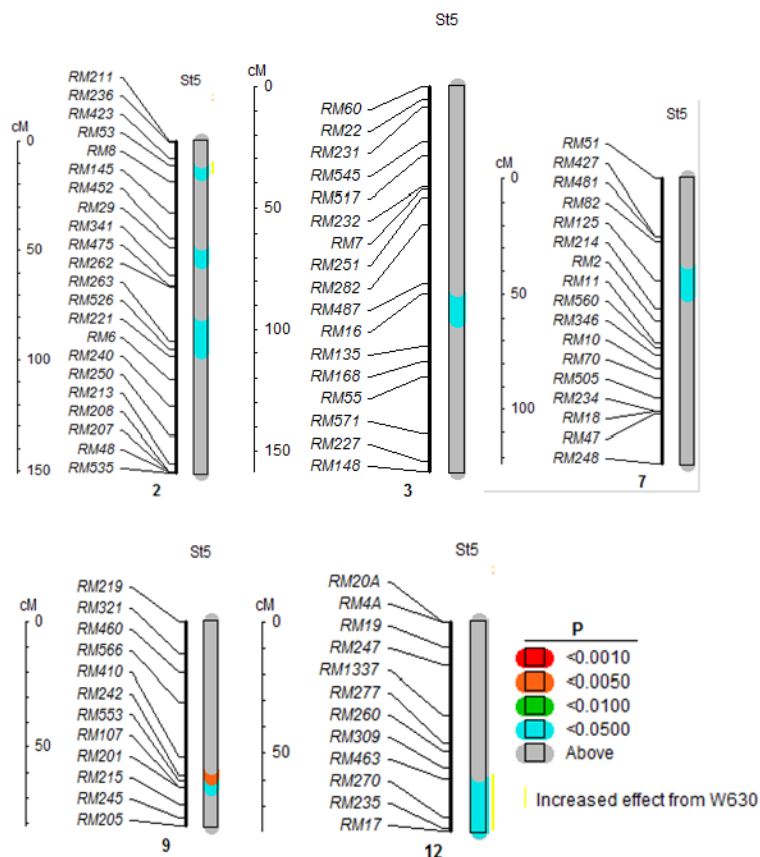 St5
cM
0
50
100
150
RM211
RM236
RM423
RM53
RM8
RM145
RM452
RM29
RM341
RM475
RM262
RM263
RM526
RM221
RM6
RM240
RM250
RM213
RM208
RM207
RM48
RM535
2
St5
cM
0
50
100
150
RM60
RM22
RM231
RM545
RM517
RM232
RM7
RM251
RM282
RM487
RM16
RM135
RM168
RM55
RM571
RM227
RM148
3
St5
cM
0
50
100
RM51
RM427
RM481
RM82
RM125
RM214
RM2
RM11
RM560
RM346
RM10
RM70
RM505
RM234
RM18
RM47
RM248
7
St5
cM
0
50
RM219
RM321
RM460
RM566
RM410
RM242
RM553
RM107
RM201
RM215
RM245
RM205
9
St5
cM
0
50
RM20A
RM4A
RM19
RM247
RM1337
RM277
RM260
RM309
RM463
RM270
RM235
RM17
12
P
<0.0010
<0.0050
<0.0100
<0.0500
Above
Increased effect from W630